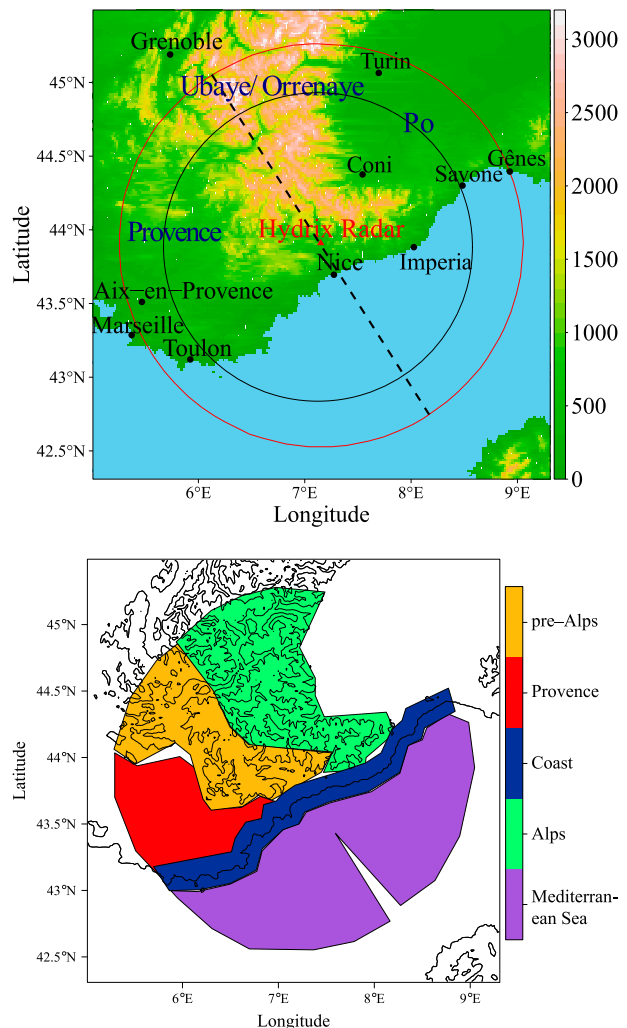 Grenoble
Turin
Ubaye/ Orrenaye
Po
Coni
Gênes
Savone
Provence
Hydrix Radar
Nice
Imperia
Aix–en–Provence
Marseille
Toulon
45°N
44.5°N
44°N
43.5°N
43°N
42.5°N
Latitude
6°E 7°E 8°E 9°E
Longitude
3000
2500
2000
1500
1000
500
0
45°N
44.5°N
44°N
43.5°N
43°N
42.5°N
Latitude
6°E 7°E 8°E 9°E
Longitude
pre–Alps
Provence
Coast
Alps
Mediterran-
ean Sea